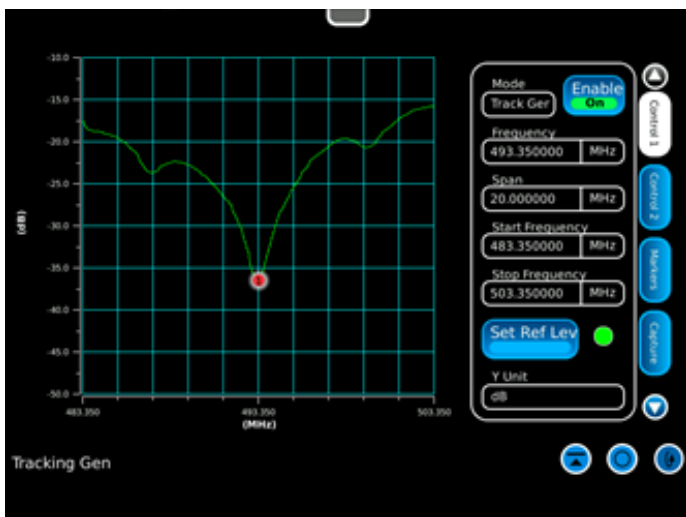 -10.0
-15.0
-20.0
-25.0
-30.0
-35.0
-40.0
-45.0
-50.0
(dB)
483.350
493.350
503.350
(MHz)
Mode
Track Gen
Enable
On
Frequency
493.350000 MHz
Span
20.000000 MHz
Start Frequency
483.350000 MHz
Stop Frequency
503.350000 MHz
Set Ref Lev
Y Unit
dB
Control 1
Control 2
Markers
Capture
Tracking Gen